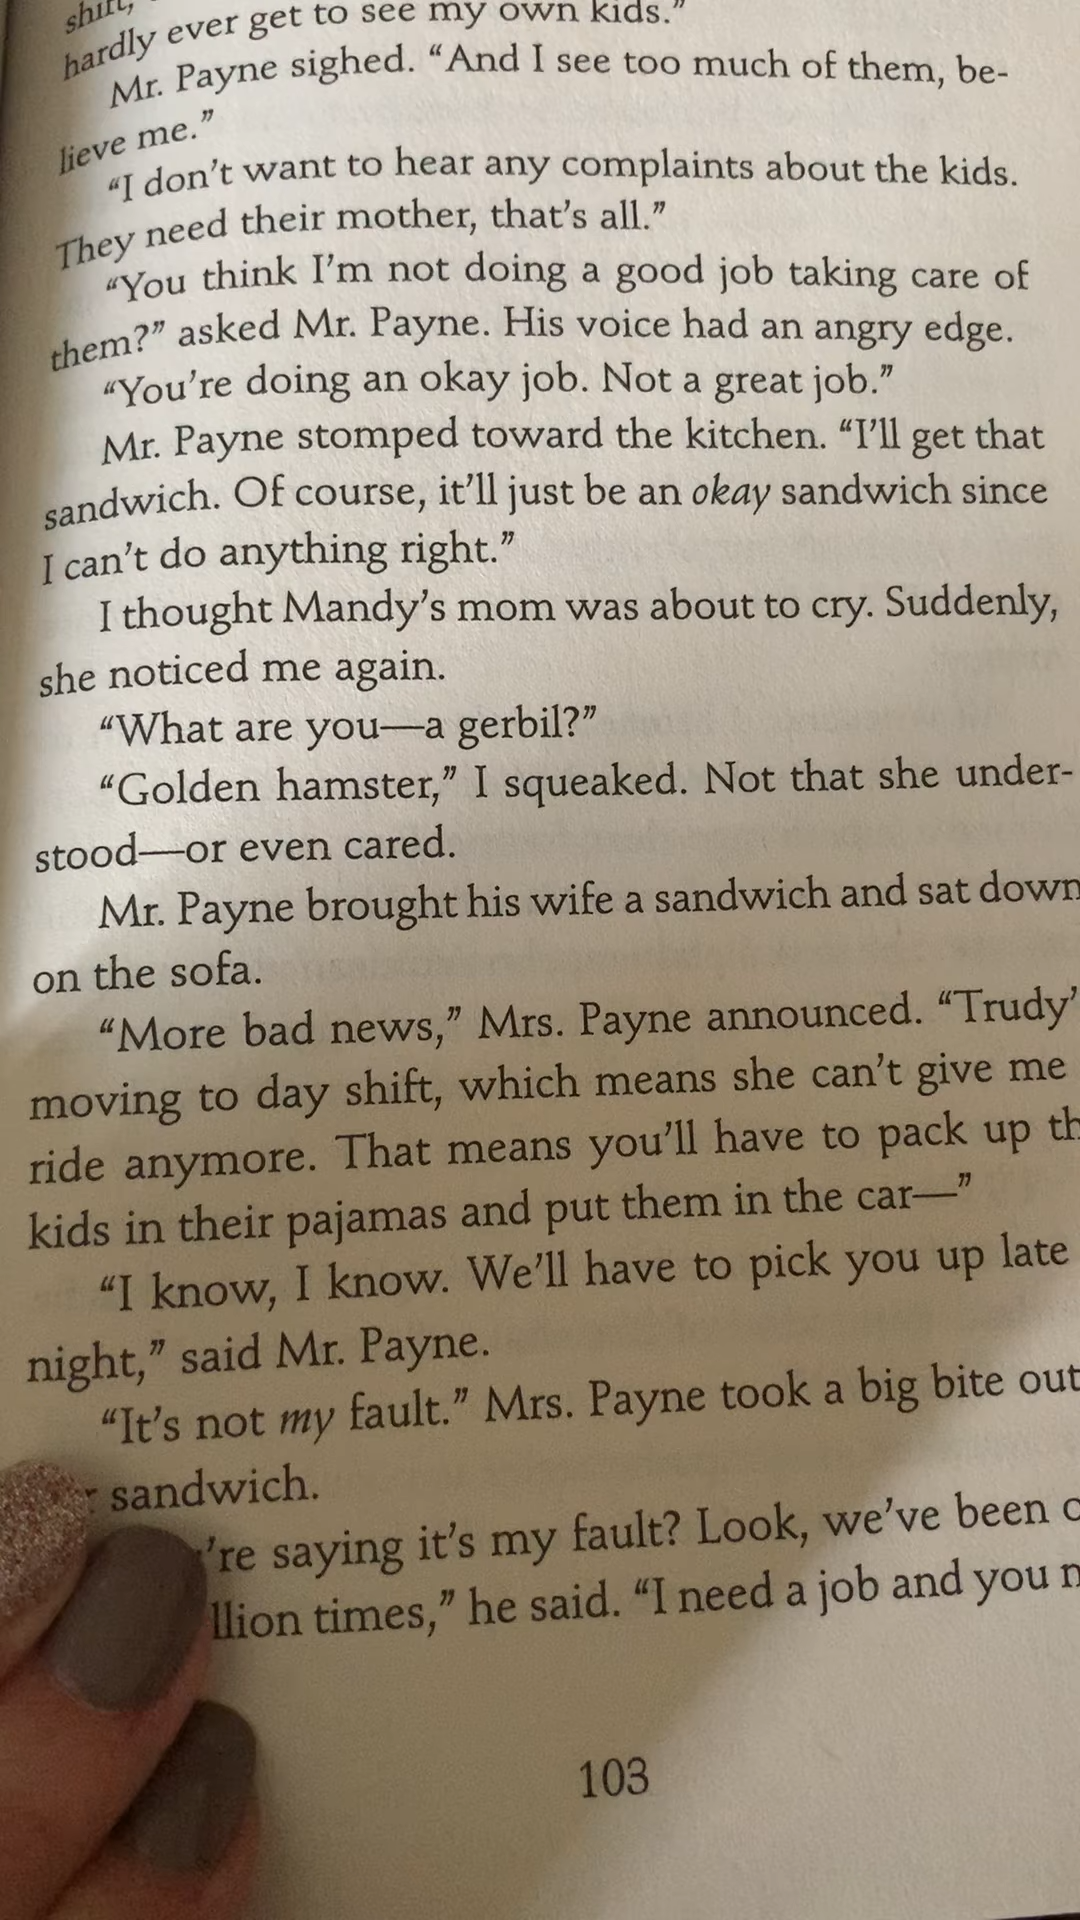 shift,
hardly ever get to see my own kids.”
Mr. Payne sighed. “And I see too much of them, be-
lieve me.”
“I don’t want to hear any complaints about the kids.
They need their mother, that’s all.”
“You think I’m not doing a good job taking care of
them?” asked Mr. Payne. His voice had an angry edge.
“You’re doing an okay job. Not a great job.”
Mr. Payne stomped toward the kitchen. “I’ll get that
sandwich. Of course, it’ll just be an okay sandwich since
I can’t do anything right.”
I thought Mandy’s mom was about to cry. Suddenly,
she noticed me again.
“What are you—a gerbil?”
“Golden hamster,” I squeaked. Not that she under-
stood—or even cared.
Mr. Payne brought his wife a sandwich and sat down
on the sofa.
“More bad news,” Mrs. Payne announced. “Trudy’
moving to day shift, which means she can’t give me
ride anymore. That means you’ll have to pack up th
kids in their pajamas and put them in the car—”
“I know, I know. We’ll have to pick you up late
night,” said Mr. Payne.
“It’s not my fault.” Mrs. Payne took a big bite out
sandwich.
’re saying it’s my fault? Look, we’ve been
llion times,” he said. “I need a job and you
103